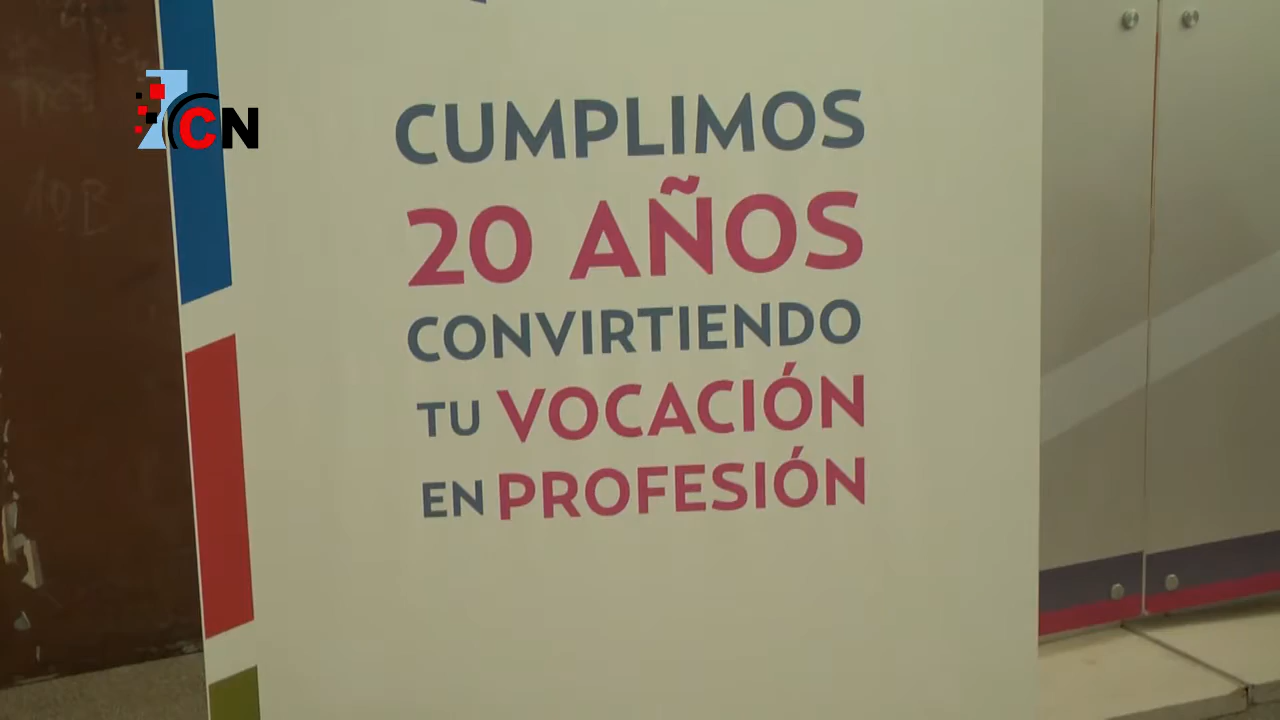 CN
CUMPLIMOS
20 AÑOS
CONVIRTIENDO
TU VOCACIÓN
EN PROFESIÓN